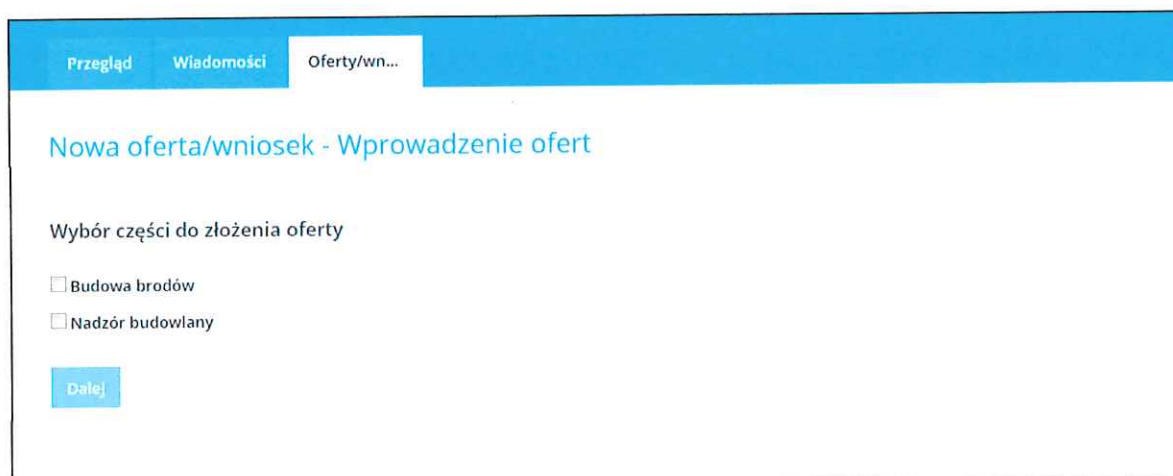 Przegląd Wiadomości Oferty/wn...
Nowa oferta/wniosek - Wprowadzenie ofert
Wybór części do złożenia oferty
Budowa brodów
Nadzór budowlany
Dalej